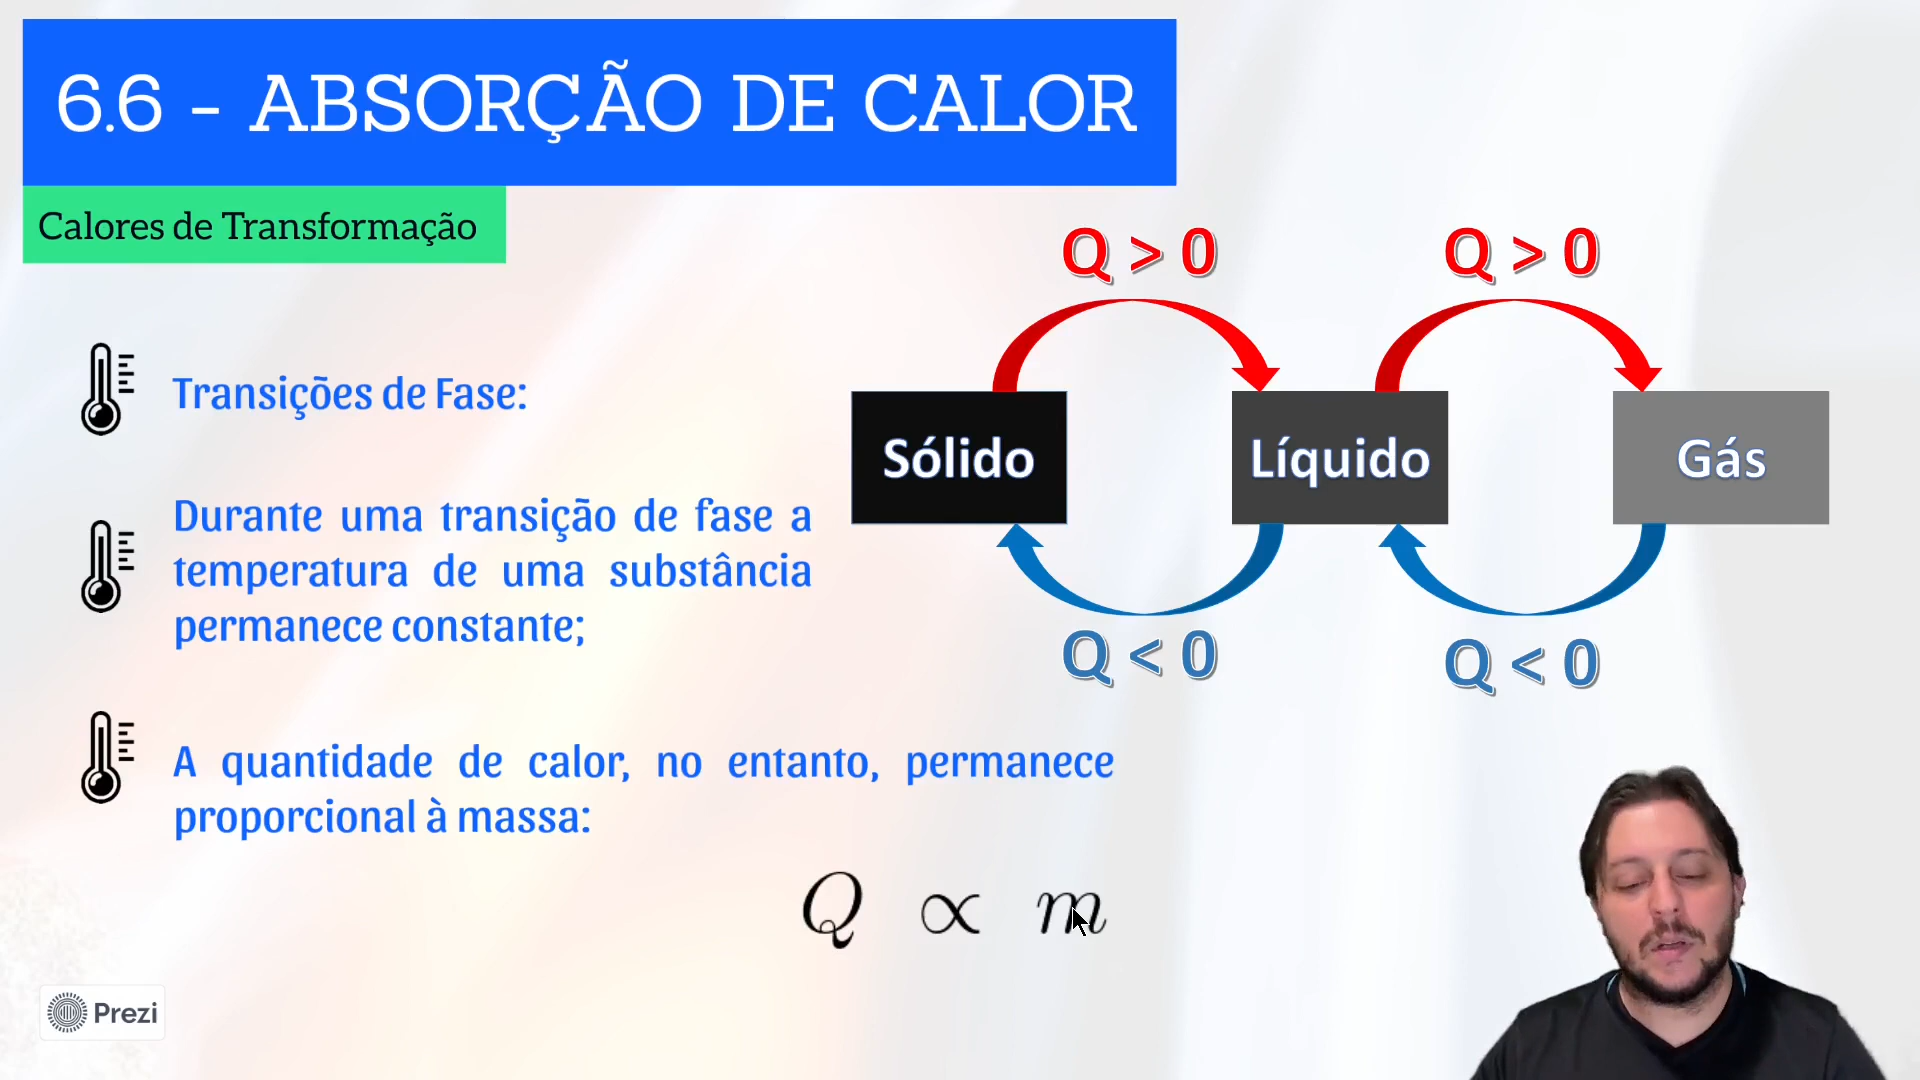 6.6 - ABSORÇÃO DE CALOR
Calores de Transformação
Transições de Fase:
Durante uma transição de fase a
temperatura de uma substância
permanece constante;
A quantidade de calor, no entanto, permanece
proporcional à massa:
Q ∝ m
Q > 0
Q > 0
Sólido
Líquido
Gás
Q < 0
Q < 0
Prezi